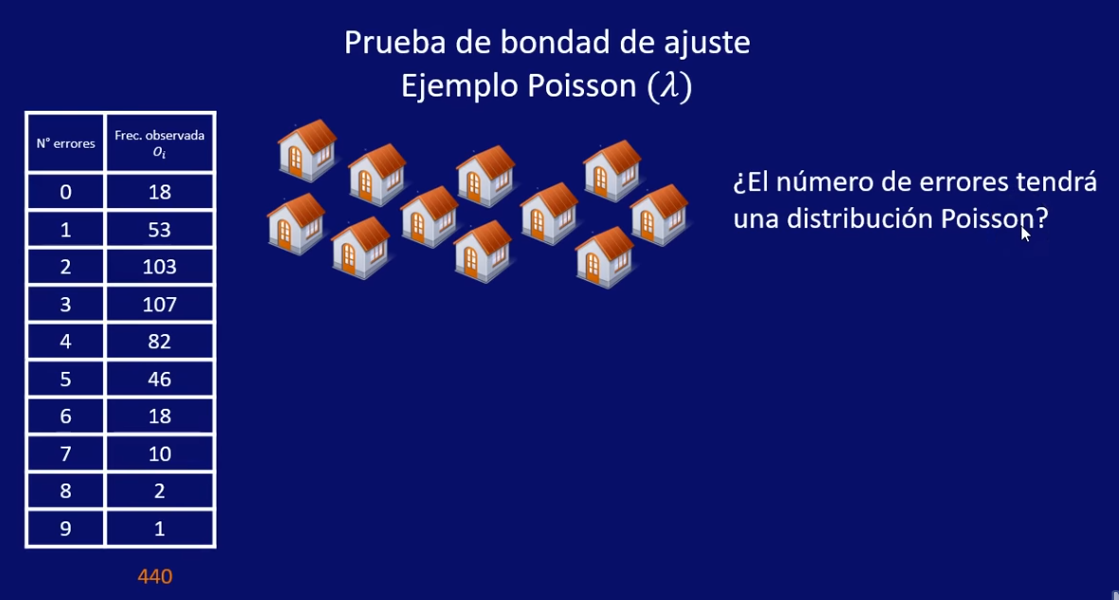 Prueba de bondad de ajuste
Ejemplo Poisson (λ)
N° errores Frec. observada Oᵢ
0 18
1 53
2 103
3 107
4 82
5 46
6 18
7 10
8 2
9 1
440
¿El número de errores tendrá
una distribución Poisson?